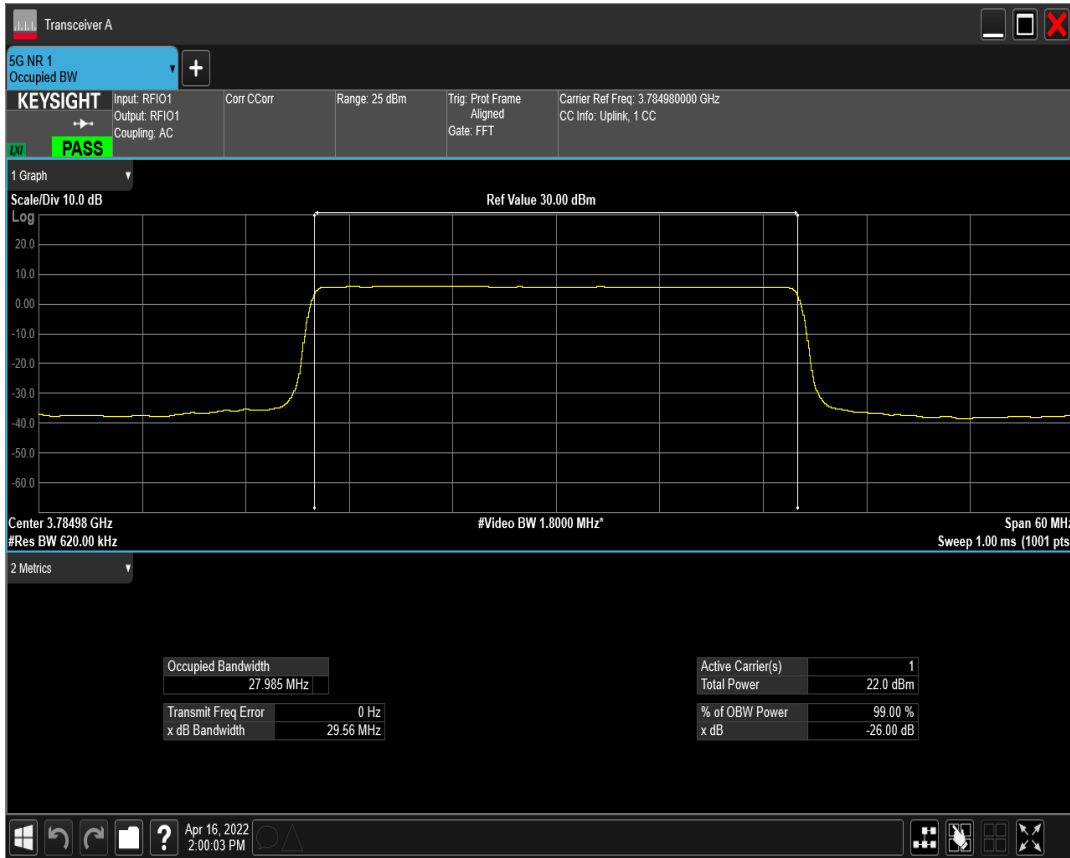 Transceiver A
5G NR 1
Occupied BW
KEYSIGHT
LXI
PASS
Input: RFIO1
Output: RFIO1
Coupling: AC
Corr CCorr
Range: 25 dBm
Trig: Prot Frame
Aligned
Gate: FFT
Carrier Ref Freq: 3.784980000 GHz
CC Info: Uplink, 1 CC
1 Graph
Scale/Div 10.0 dB
Ref Value 30.00 dBm
Log
20.0
10.0
0.00
-10.0
-20.0
-30.0
-40.0
-50.0
-60.0
Center 3.78498 GHz
#Video BW 1.8000 MHz*
Span 60 MHz
#Res BW 620.00 kHz
Sweep 1.00 ms (1001 pts
2 Metrics
Occupied Bandwidth
27.985 MHz
Transmit Freq Error 0 Hz
x dB Bandwidth 29.56 MHz
Active Carrier(s) 1
Total Power 22.0 dBm
% of OBW Power 99.00 %
x dB -26.00 dB
Apr 16, 2022
2:00:03 PM